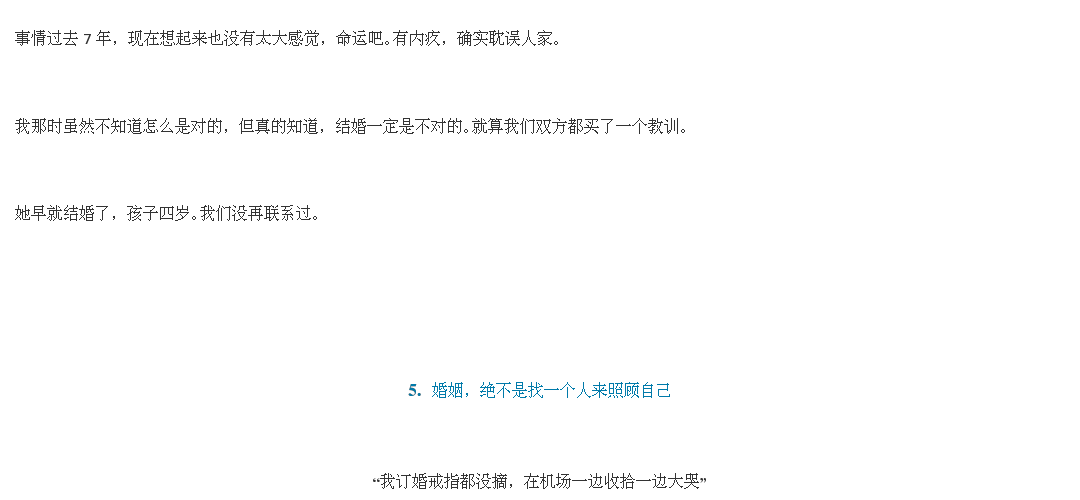 事情过去 7 年，现在想起来也没有太大感觉，命运吧。有内疚，确实耽误人家。
我那时虽然不知道怎么是对的，但真的知道，结婚一定是不对的。就算我们双方都买了一个教训。
她早就结婚了，孩子四岁。我们没再联系过。
5. 婚姻，绝不是找一个人来照顾自己
“我订婚戒指都没摘，在机场一边收拾一边大哭”